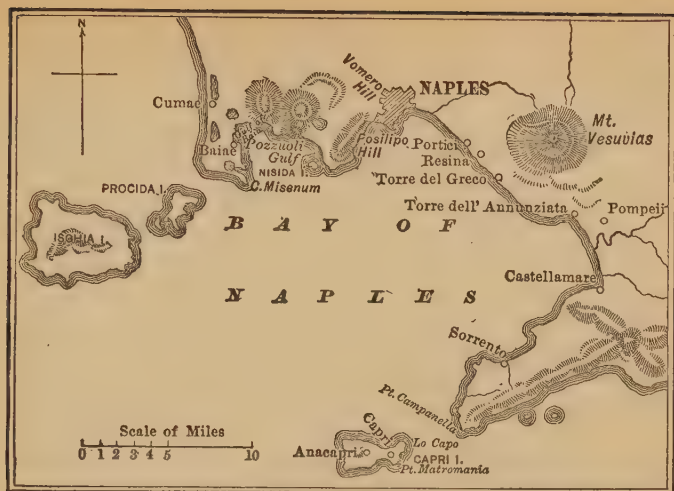 N
Vomero
Hill
NAPLES
Cumae
Mt.
Vesuvias
Baiae
Pozzuoli
Gulf
Fosilipo
Hill
Portici
Resina
NISIDA I.
C. Misenum
PROCIDA I.
Torre del Greco
Torre dell' Annunziata
Pompeii
BAY OF
ISCHIA I.
Castellamare
NAPLES
Sorrento
Pt. Campanella
Scale of Miles
0 1 2 3 4 5 10
Capri
Lo Capo
Anacapri
CAPRI I.
Pt. Matromania